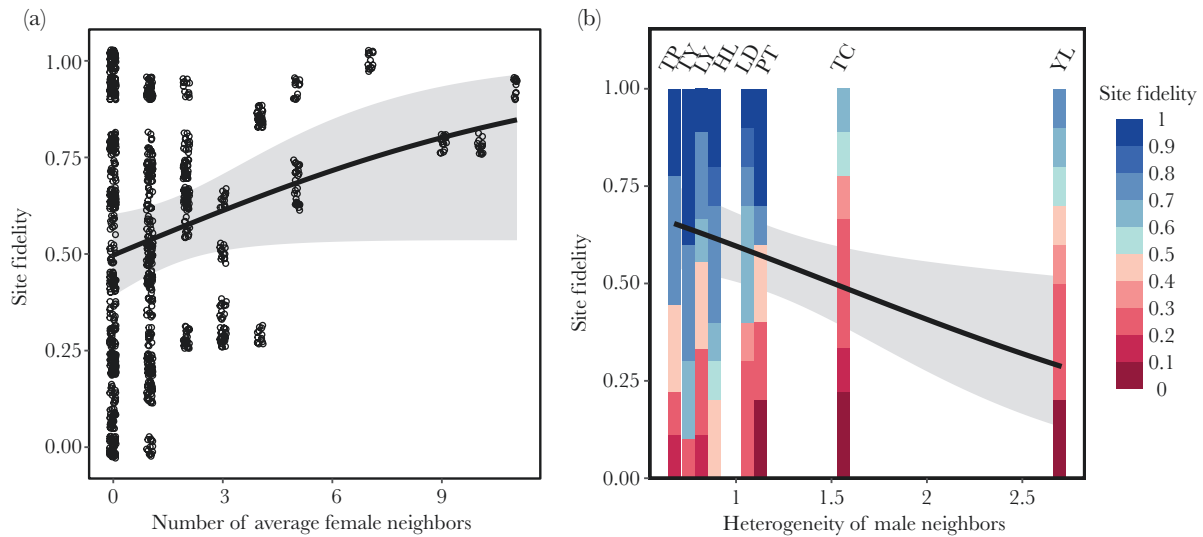 (a)
Site fidelity
1.00
0.75
0.50
0.25
0.00
0
3
6
9
Number of average female neighbors
(b)
Site fidelity
1.00
0.75
0.50
0.25
0.00
TP
TY
LY
HL
LD
PT
TC
YL
1
1.5
2
2.5
Heterogeneity of male neighbors
Site fidelity
1
0.9
0.8
0.7
0.6
0.5
0.4
0.3
0.2
0.1
0